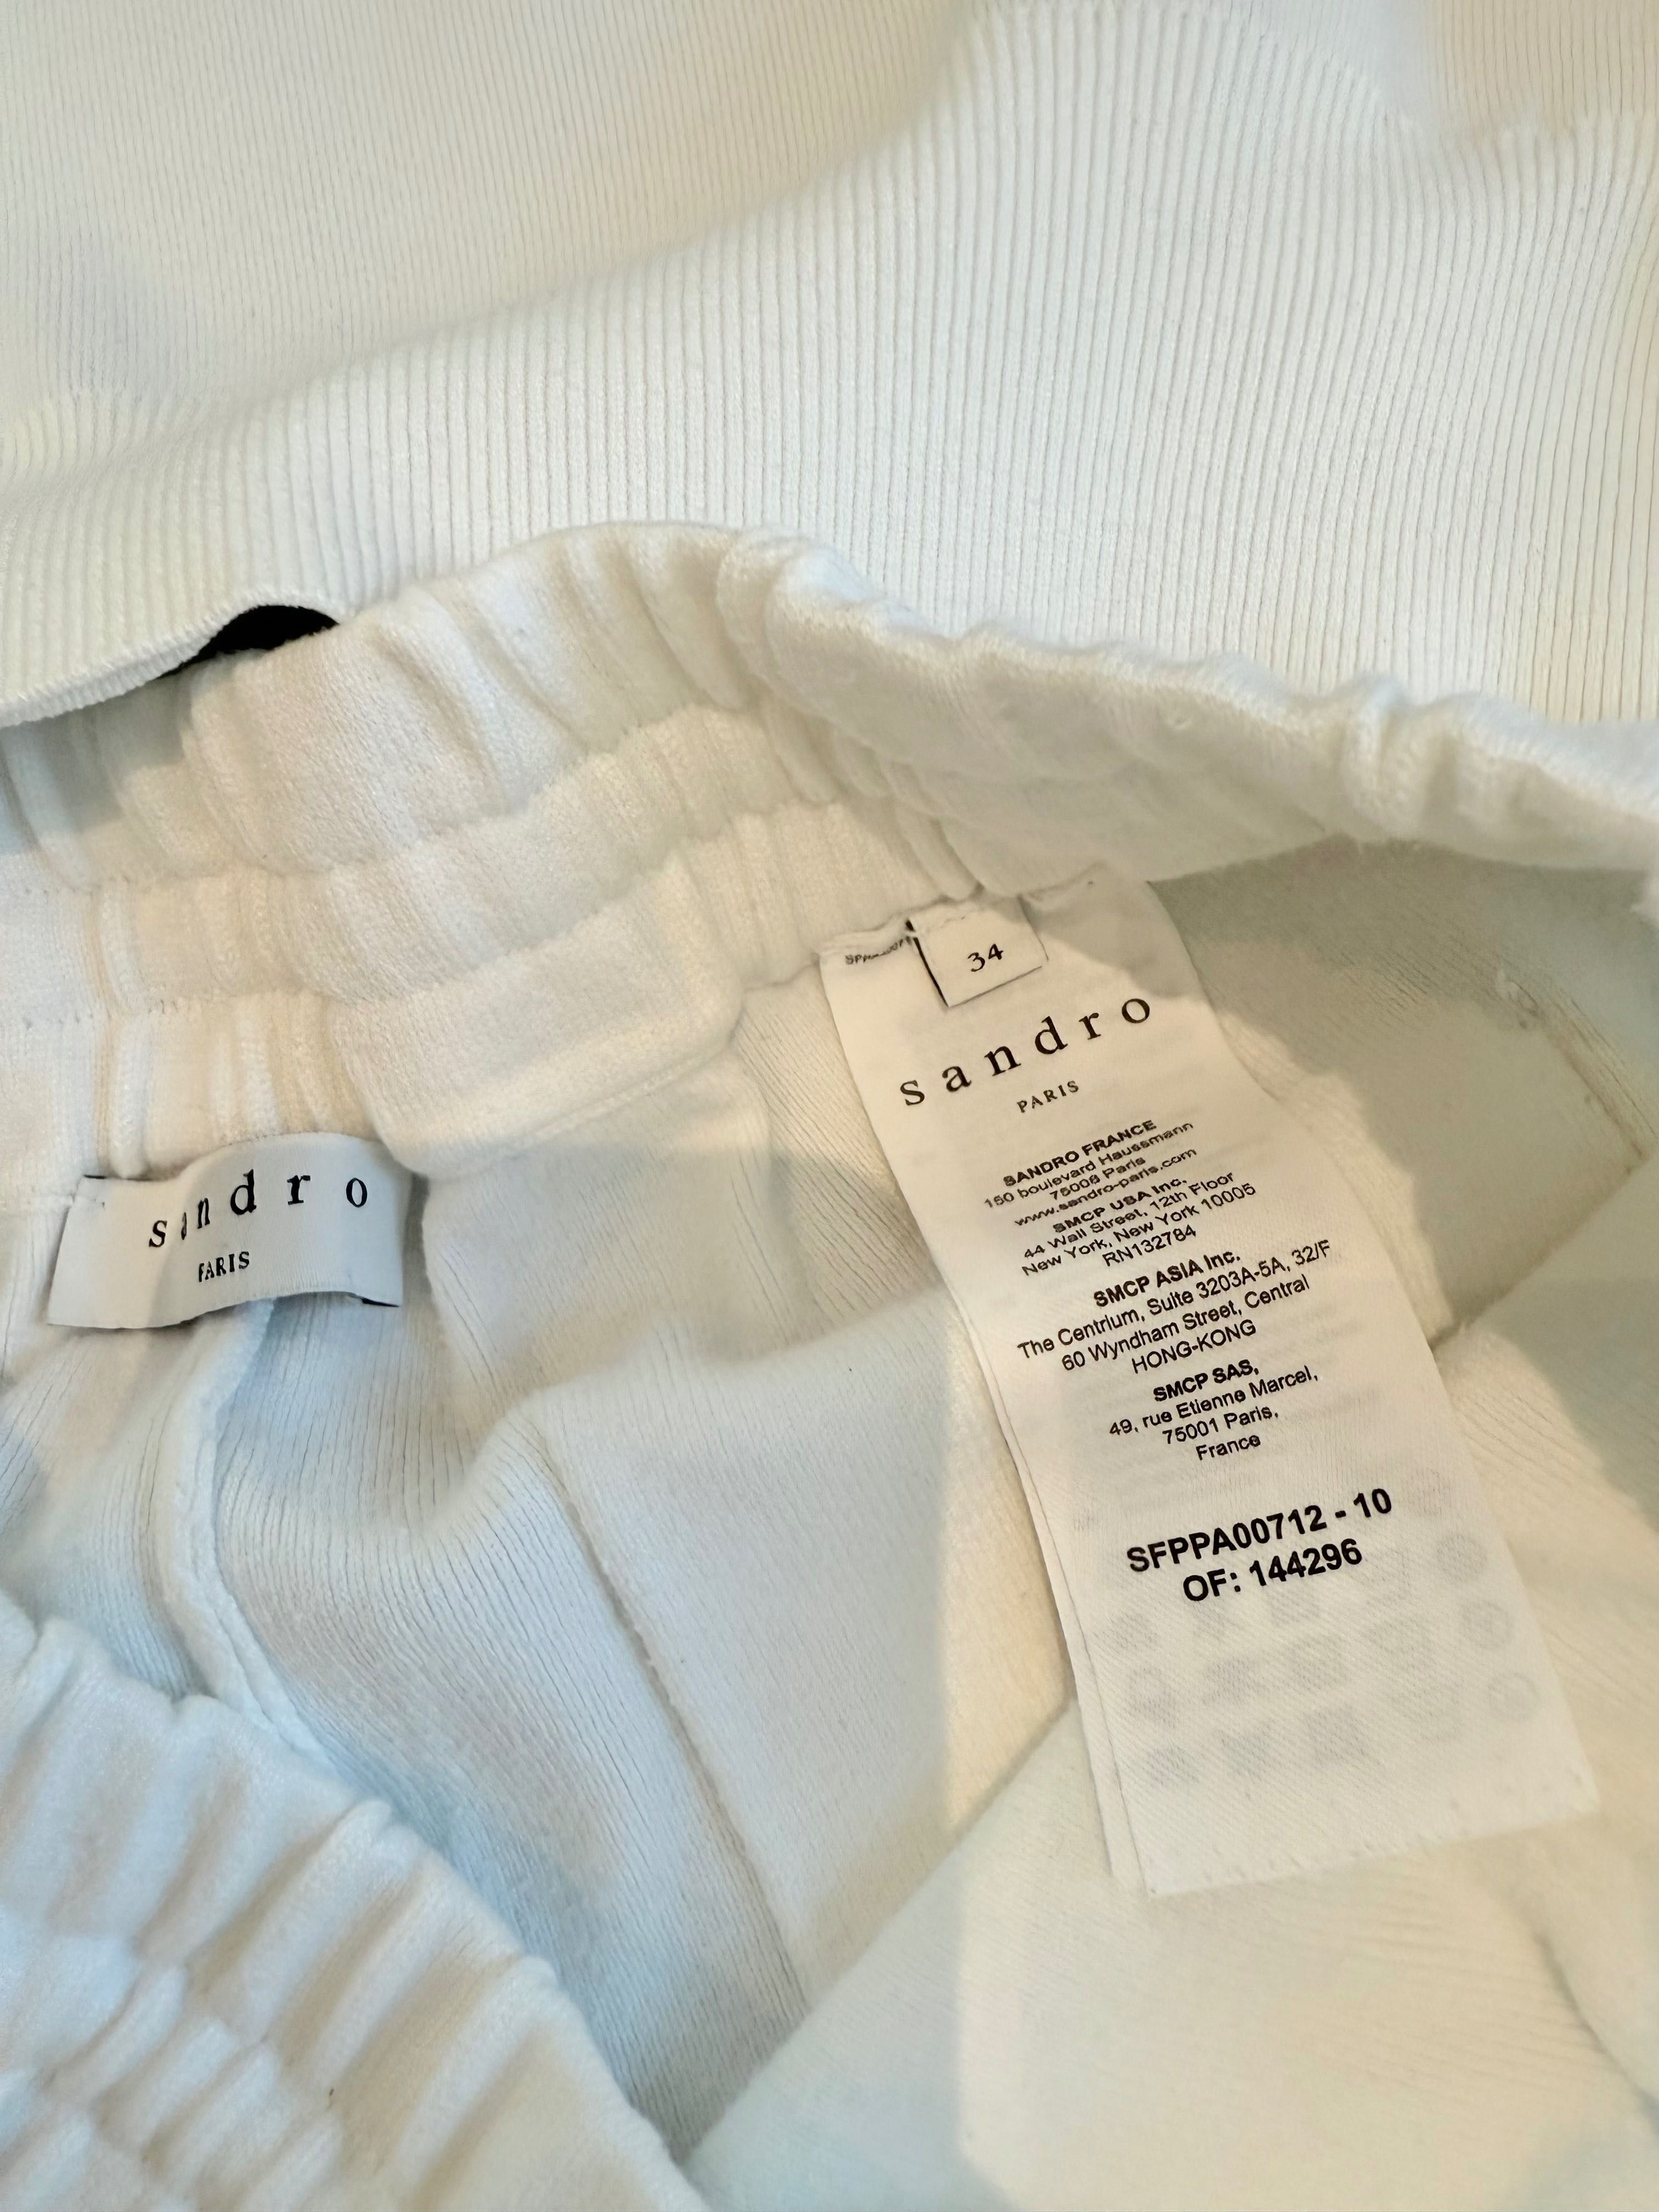 34
sandro
PARIS
SANDRO FRANCE
150 boulevard Haussmann
75008 Paris
www.sandro-paris.com
SMCP USA Inc.
44 Wall Street, 12th Floor
New York, New York 10005
RN132784
SMCP ASIA Inc.
The Centrium, Suite 3203A-5A, 32/F
60 Wyndham Street, Central
HONG-KONG
SMCP SAS,
49, rue Etienne Marcel,
75001 Paris,
France
SFPPA00712 - 10
OF: 144296
sandro
PARIS